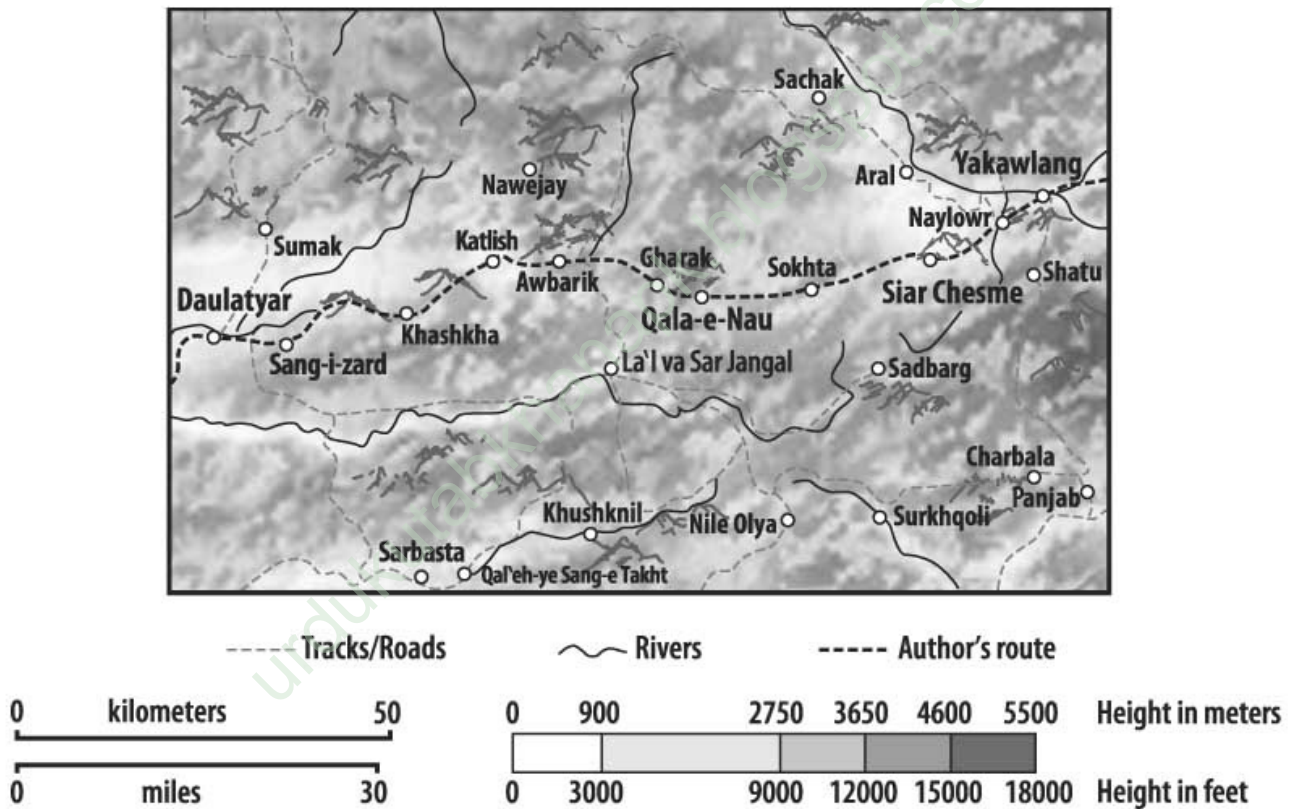 Sachak
Yakawlang
Aral
Nawejay
Naylowr
Sumak
Katlish
Gharak
Sokhta
Shatu
Awbarik
Daulatyar
Siar Chesme
Qala-e-Nau
Khashkha
Sang-i-zard
La'l va Sar Jangal
Sadbarg
Charbala
Panjab
Khushknil
Nile Olya
Surkhqoli
Sarbasta
Qal'eh-ye Sang-e Takht
Tracks/Roads Rivers Author's route
0 kilometers 50
0 900 2750 3650 4600 5500 Height in meters
0 miles 30
0 3000 9000 12000 15000 18000 Height in feet